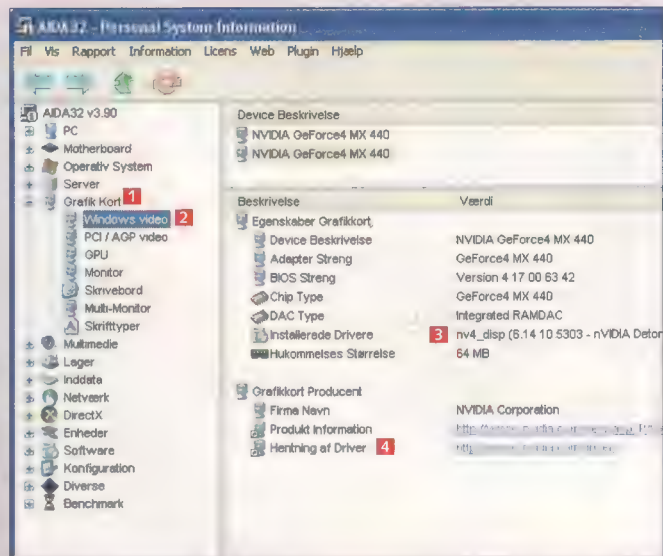 AIDA32 - Personal System Information
Fil Vis Rapport Information Licens Web Plugin Hjælp
AIDA32 v3.90
PC
Motherboard
Operativ System
Server
Grafik Kort 1
Windows video 2
PCI / AGP video
GPU
Monitor
Skrivebord
Multi-Monitor
Skrifttyper
Multimedie
Lager
Inddata
Netværk
DirectX
Enheder
Software
Konfiguration
Diverse
Benchmark
Device Beskrivelse
NVIDIA GeForce4 MX 440
NVIDIA GeForce4 MX 440
Beskrivelse Værdi
Egenskaber Grafikkort
Device Beskrivelse NVIDIA GeForce4 MX 440
Adapter Streng GeForce4 MX 440
BIOS Streng Version 4 17 00 63 42
Chip Type GeForce4 MX 440
DAC Type Integrated RAMDAC
Installerede Drivere 3 nv4_disp (6.14 10 5303 - nVIDIA Deton
Hukommelses Størrelse 64 MB
Grafikkort Producent
Firma Navn NVIDIA Corporation
Produkt Information
Hentning af Driver 4